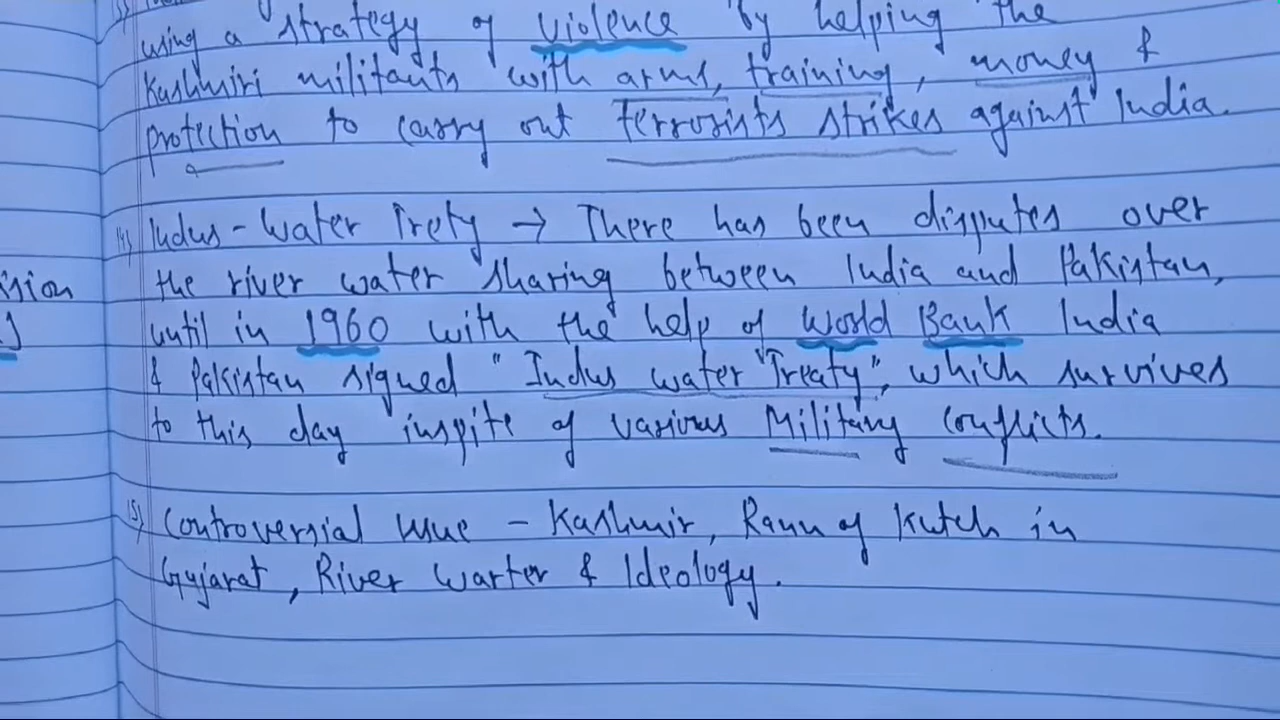 using a strategy of violence by helping the
Kashmiri militants with arms, training, money &
protection to carry out terrorists strikes against India.
14) Indus-Water Trety → There has been disputes over
the river water sharing between India and Pakistan,
until in 1960 with the help of World Bank India
& Pakistan signed "Indus water "Treaty", which survives
to this day inspite of various Military conflicts.
15) Controversial issue - Kashmir, Rann of Kutch in
Gujarat, River Warter & Ideology.